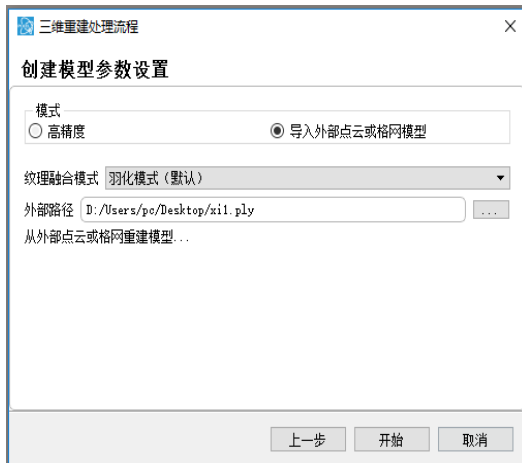 三维重建处理流程
创建模型参数设置
模式
高精度 导入外部点云或格网模型
纹理融合模式 羽化模式（默认）
外部路径 D:/Users/pc/Desktop/xi1.ply ...
从外部点云或格网重建模型...
上一步 开始 取消